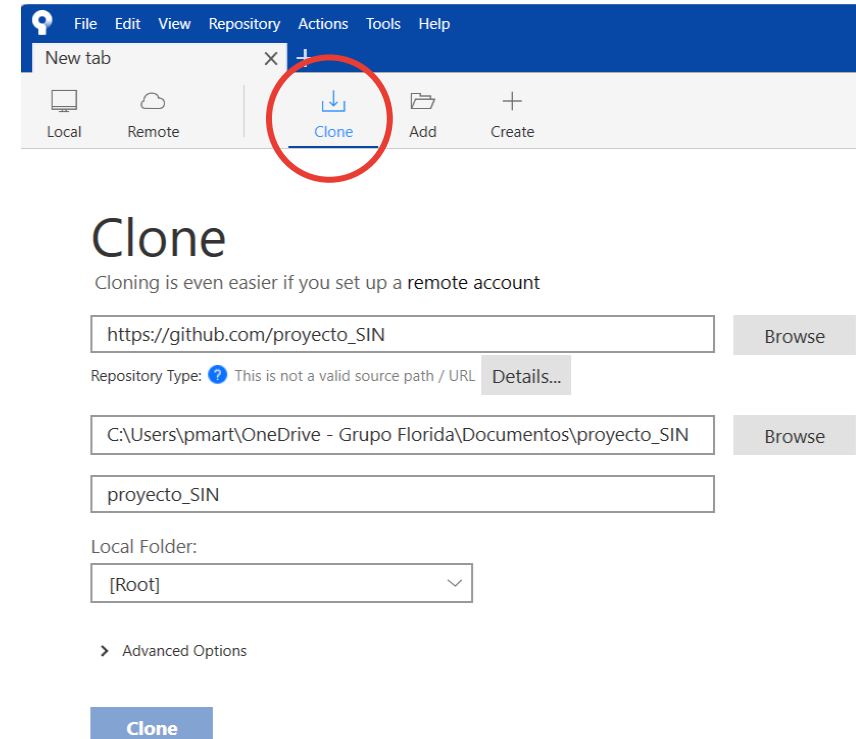 File Edit View Repository Actions Tools Help
New tab
Local Remote Clone Add Create
Clone
Cloning is even easier if you set up a remote account
https://github.com/proyecto_SIN Browse
Repository Type: ? This is not a valid source path / URL Details...
C:\Users\pmart\OneDrive - Grupo Florida\Documentos\proyecto_SIN Browse
proyecto_SIN
Local Folder:
[Root]
Advanced Options
Clone